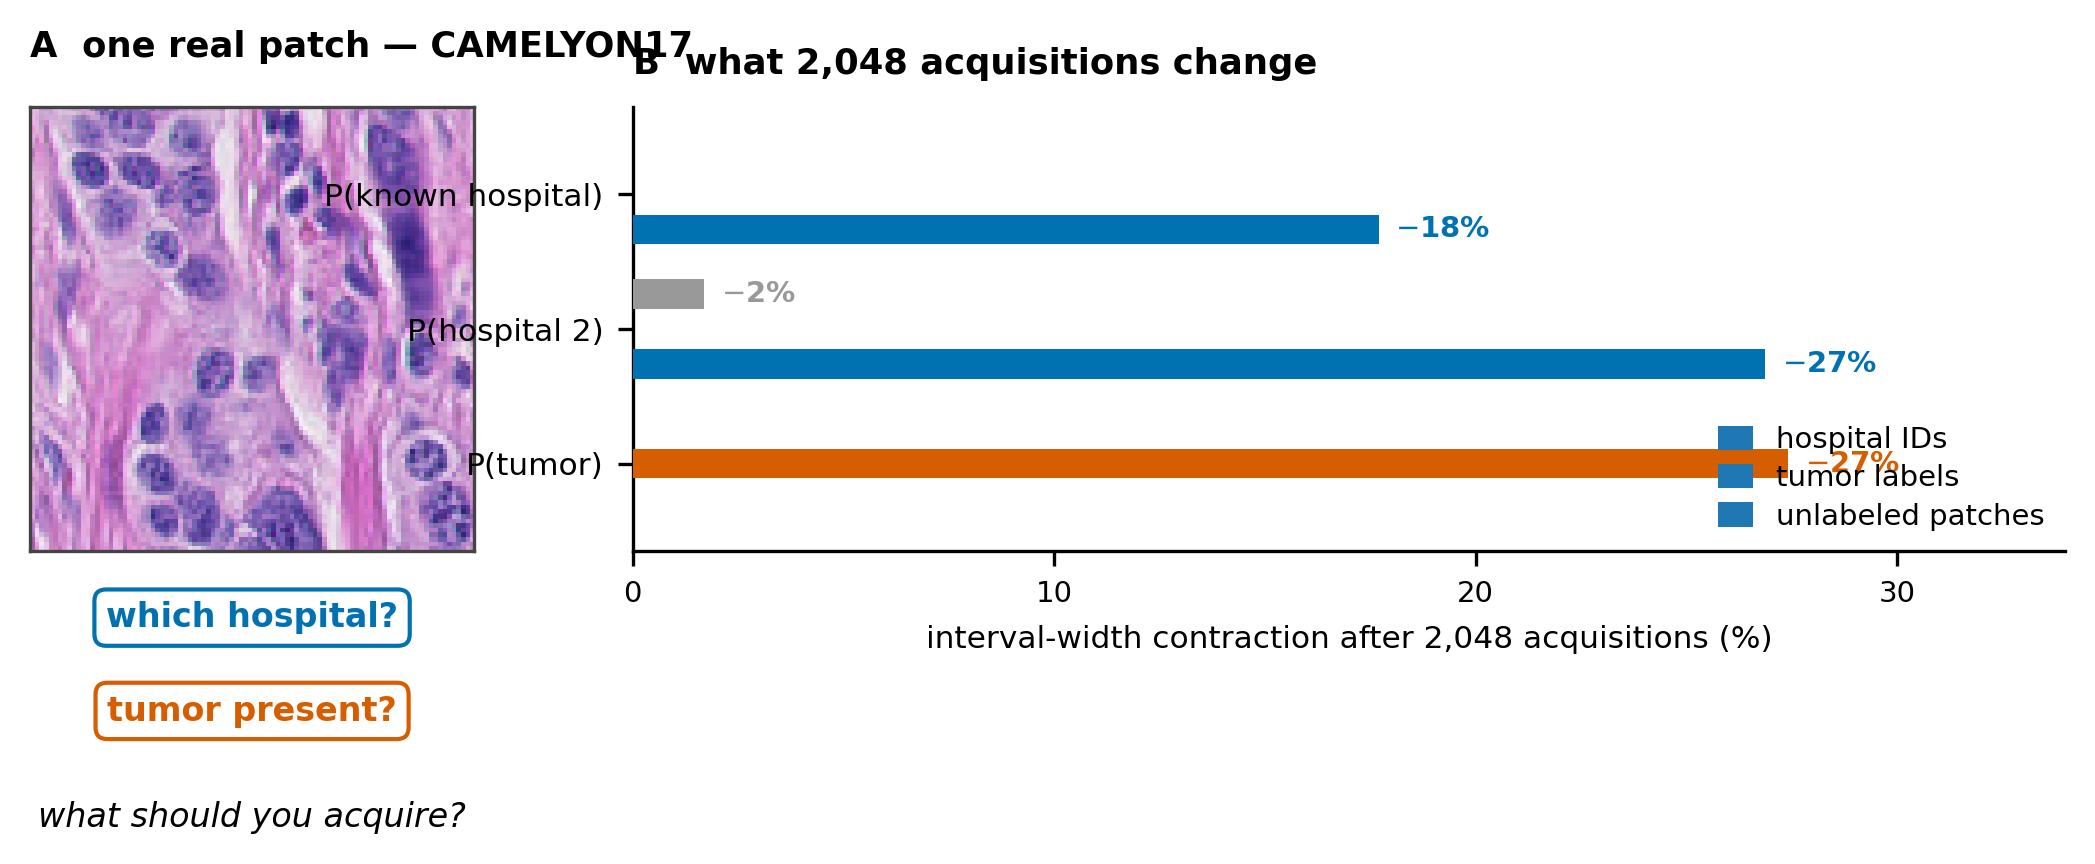 A  one real patch — CAMELYON17
B  what 2,048 acquisitions change
P(known hospital)
−18%
−2%
P(hospital 2)
−27%
P(tumor)
−27%
hospital IDs
tumor labels
unlabeled patches
0 10 20 30
interval-width contraction after 2,048 acquisitions (%)
which hospital?
tumor present?
what should you acquire?